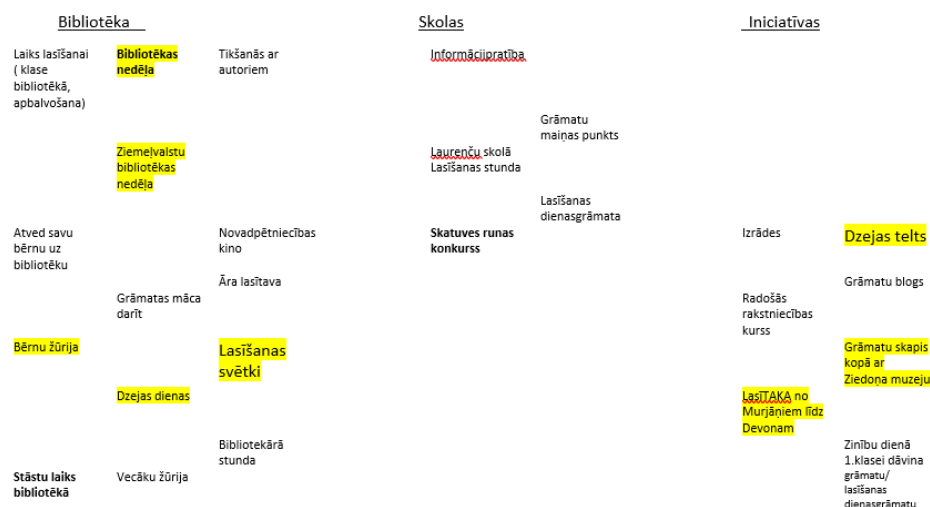 Bibliotēka
Skolas
Iniciatīvas
Laiks lasīšanai
( klase
bibliotēkā,
apbalvošana)
Bibliotēkas
nedēļa
Tikšanās ar
autoriem
Informācijpratība
Grāmatu
maiņas punkts
Ziemeļvalstu
bibliotēkas
nedēļa
Laurenču skolā
Lasīšanas stunda
Lasīšanas
dienasgrāmata
Atved savu
bērnu uz
bibliotēku
Novadpētniecības
kino
Skatuves runas
konkurss
Izrādes
Dzejas telts
Āra lasītava
Grāmatu blogs
Grāmatas māca
darīt
Radošās
rakstniecības
kurss
Bērnu žūrija
Lasīšanas
svētki
Grāmatu skapis
kopā ar
Ziedoņa muzeju
Dzejas dienas
LasīTAKA no
Murjāņiem līdz
Devonam
Bibliotekārā
stunda
Zinību dienā
1.klasei dāvina
grāmatu/
lasīšanas
dienasgrāmatu
Stāstu laiks
bibliotēkā
Vecāku žūrija